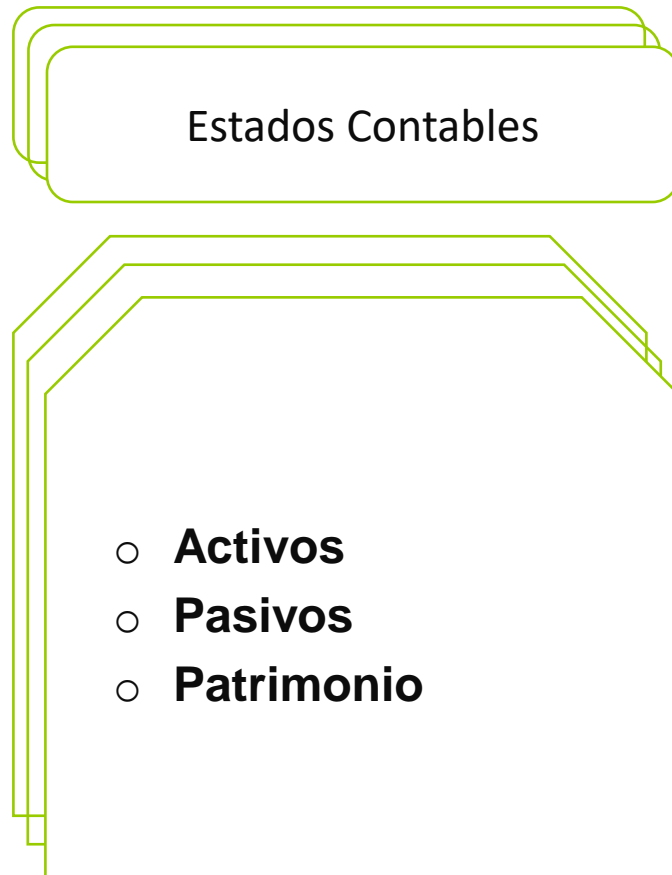 Estados Contables
○ Activos
○ Pasivos
○ Patrimonio